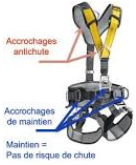 Accrochages
antichute
Accrochages
de maintien
Maintien =
Pas de risque de chute